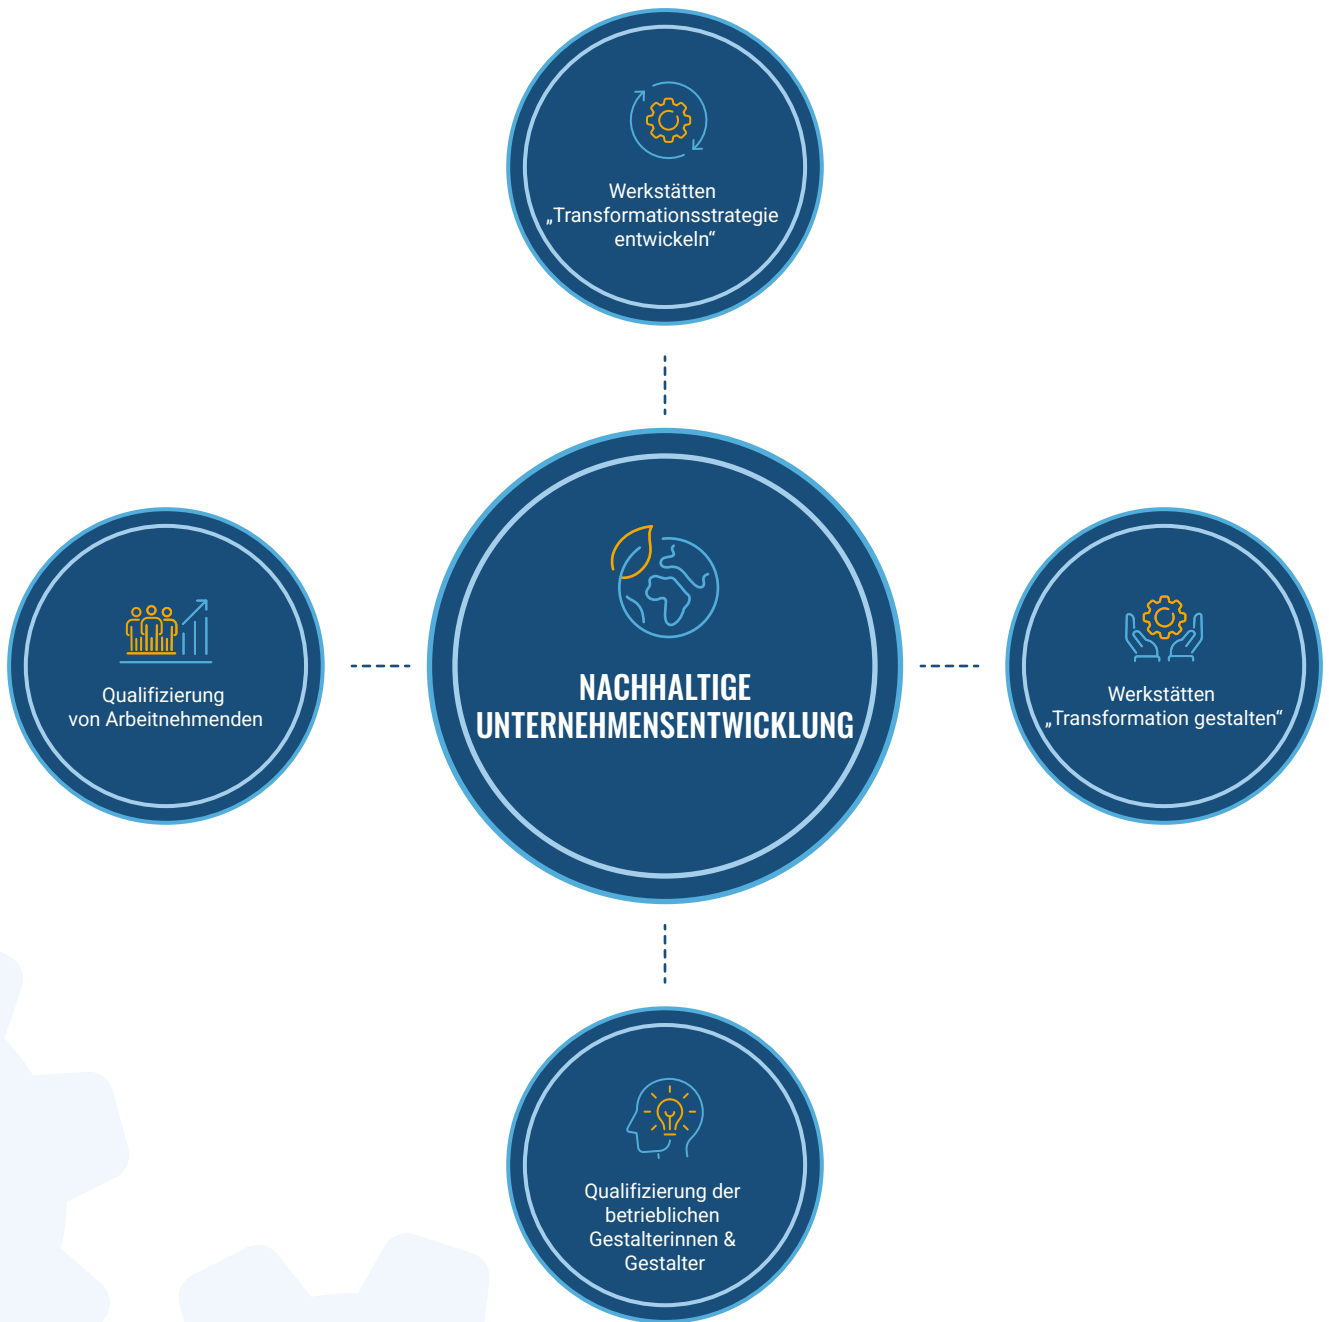 Werkstätten
„Transformationsstrategie
entwickeln“
NACHHALTIGE
UNTERNEHMENSENTWICKLUNG
Qualifizierung
von Arbeitnehmenden
Werkstätten
„Transformation gestalten“
Qualifizierung der
betrieblichen
Gestalterinnen &
Gestalter